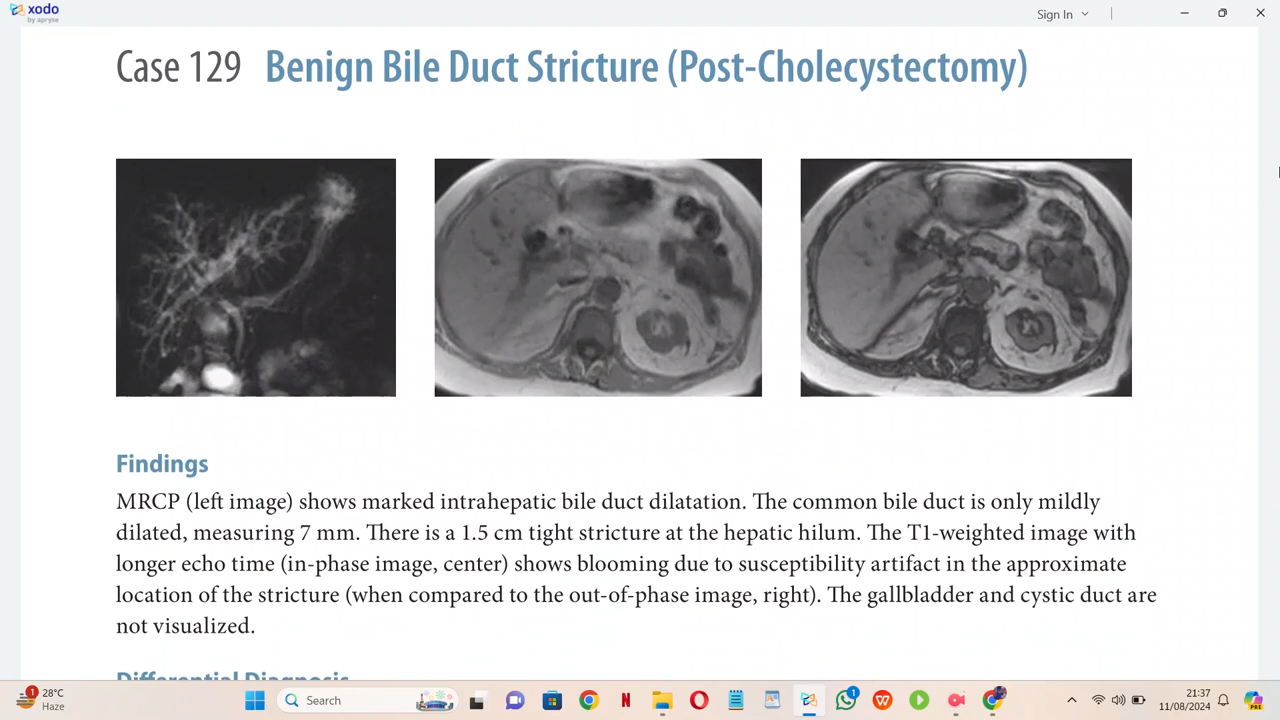 xodo
by apryse
Sign In
Case 129 Benign Bile Duct Stricture (Post-Cholecystectomy)
Findings
MRCP (left image) shows marked intrahepatic bile duct dilatation. The common bile duct is only mildly
dilated, measuring 7 mm. There is a 1.5 cm tight stricture at the hepatic hilum. The T1-weighted image with
longer echo time (in-phase image, center) shows blooming due to susceptibility artifact in the approximate
location of the stricture (when compared to the out-of-phase image, right). The gallbladder and cystic duct are
not visualized.
Differential Diagnosis
1
28°C
Haze
Search
1
21:37
11/08/2024
PRE